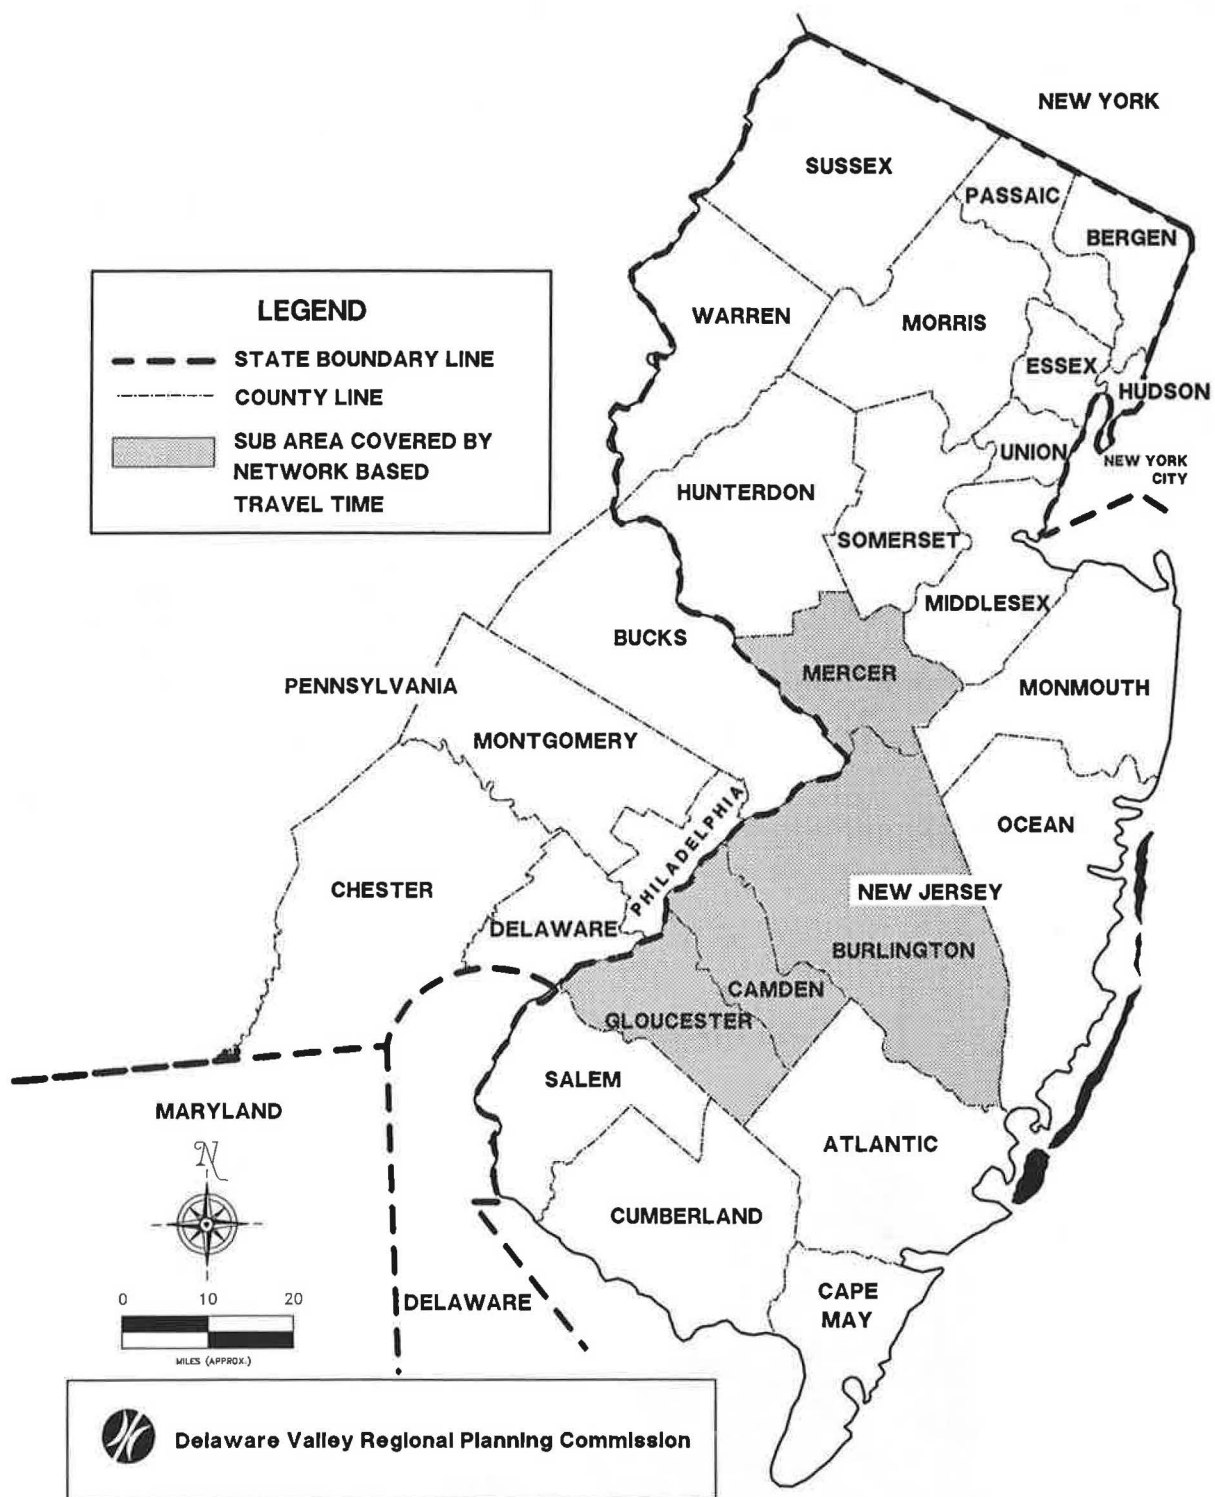 NEW YORK
SUSSEX
PASSAIC
BERGEN
LEGEND
STATE BOUNDARY LINE
COUNTY LINE
SUB AREA COVERED BY
NETWORK BASED
TRAVEL TIME
WARREN
MORRIS
ESSEX
HUDSON
UNION
NEW YORK
CITY
HUNTERDON
SOMERSET
MIDDLESEX
BUCKS
MERCER
PENNSYLVANIA
MONMOUTH
MONTGOMERY
PHILADELPHIA
OCEAN
CHESTER
NEW JERSEY
DELAWARE
BURLINGTON
CAMDEN
GLOUCESTER
SALEM
MARYLAND
ATLANTIC
N
CUMBERLAND
CAPE
MAY
DELAWARE
0 10 20
MILES (APPROX.)
Delaware Valley Regional Planning Commission